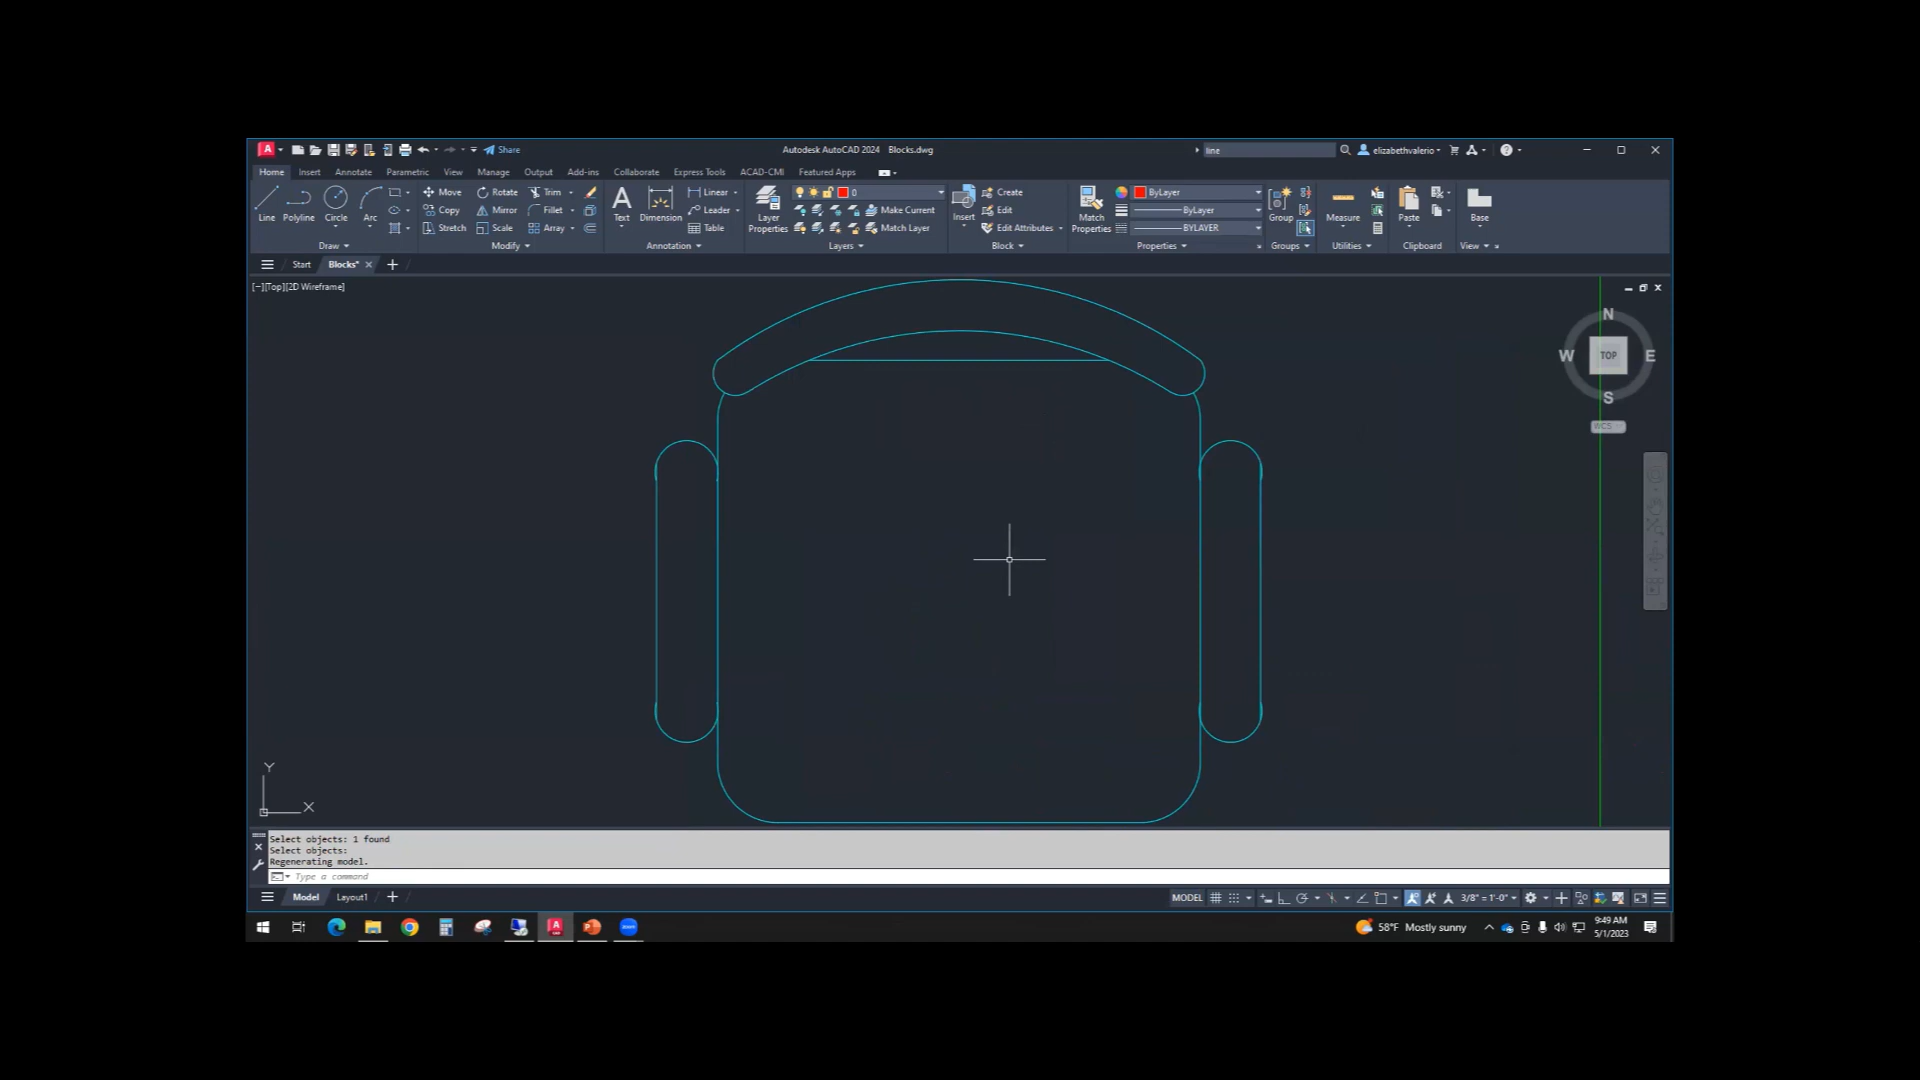 Share
Autodesk AutoCAD 2024 Blocks.dwg
line
elizabethvalerio
Home Insert Annotate Parametric View Manage Output Add-ins Collaborate Express Tools ACAD-CMI Featured Apps
Line Polyline Circle Arc
Move Rotate Trim
Copy Mirror Fillet
Stretch Scale Array
Text Dimension
Linear
Leader
Table
Layer Properties
0
Make Current
Match Layer
Insert
Create
Edit
Edit Attributes
Match Properties
ByLayer
ByLayer
BYLAYER
Group
Measure
Paste
Base
Draw Modify Annotation Layers Block Properties Groups Utilities Clipboard View
Start Blocks*
[−][Top][2D Wireframe]
N
W TOP E
S
WCS
Y
X
Select objects: 1 found
Select objects:
Regenerating model.
Type a command
Model Layout1
MODEL
3/8" = 1'-0"
58°F Mostly sunny
9:49 AM
5/1/2023